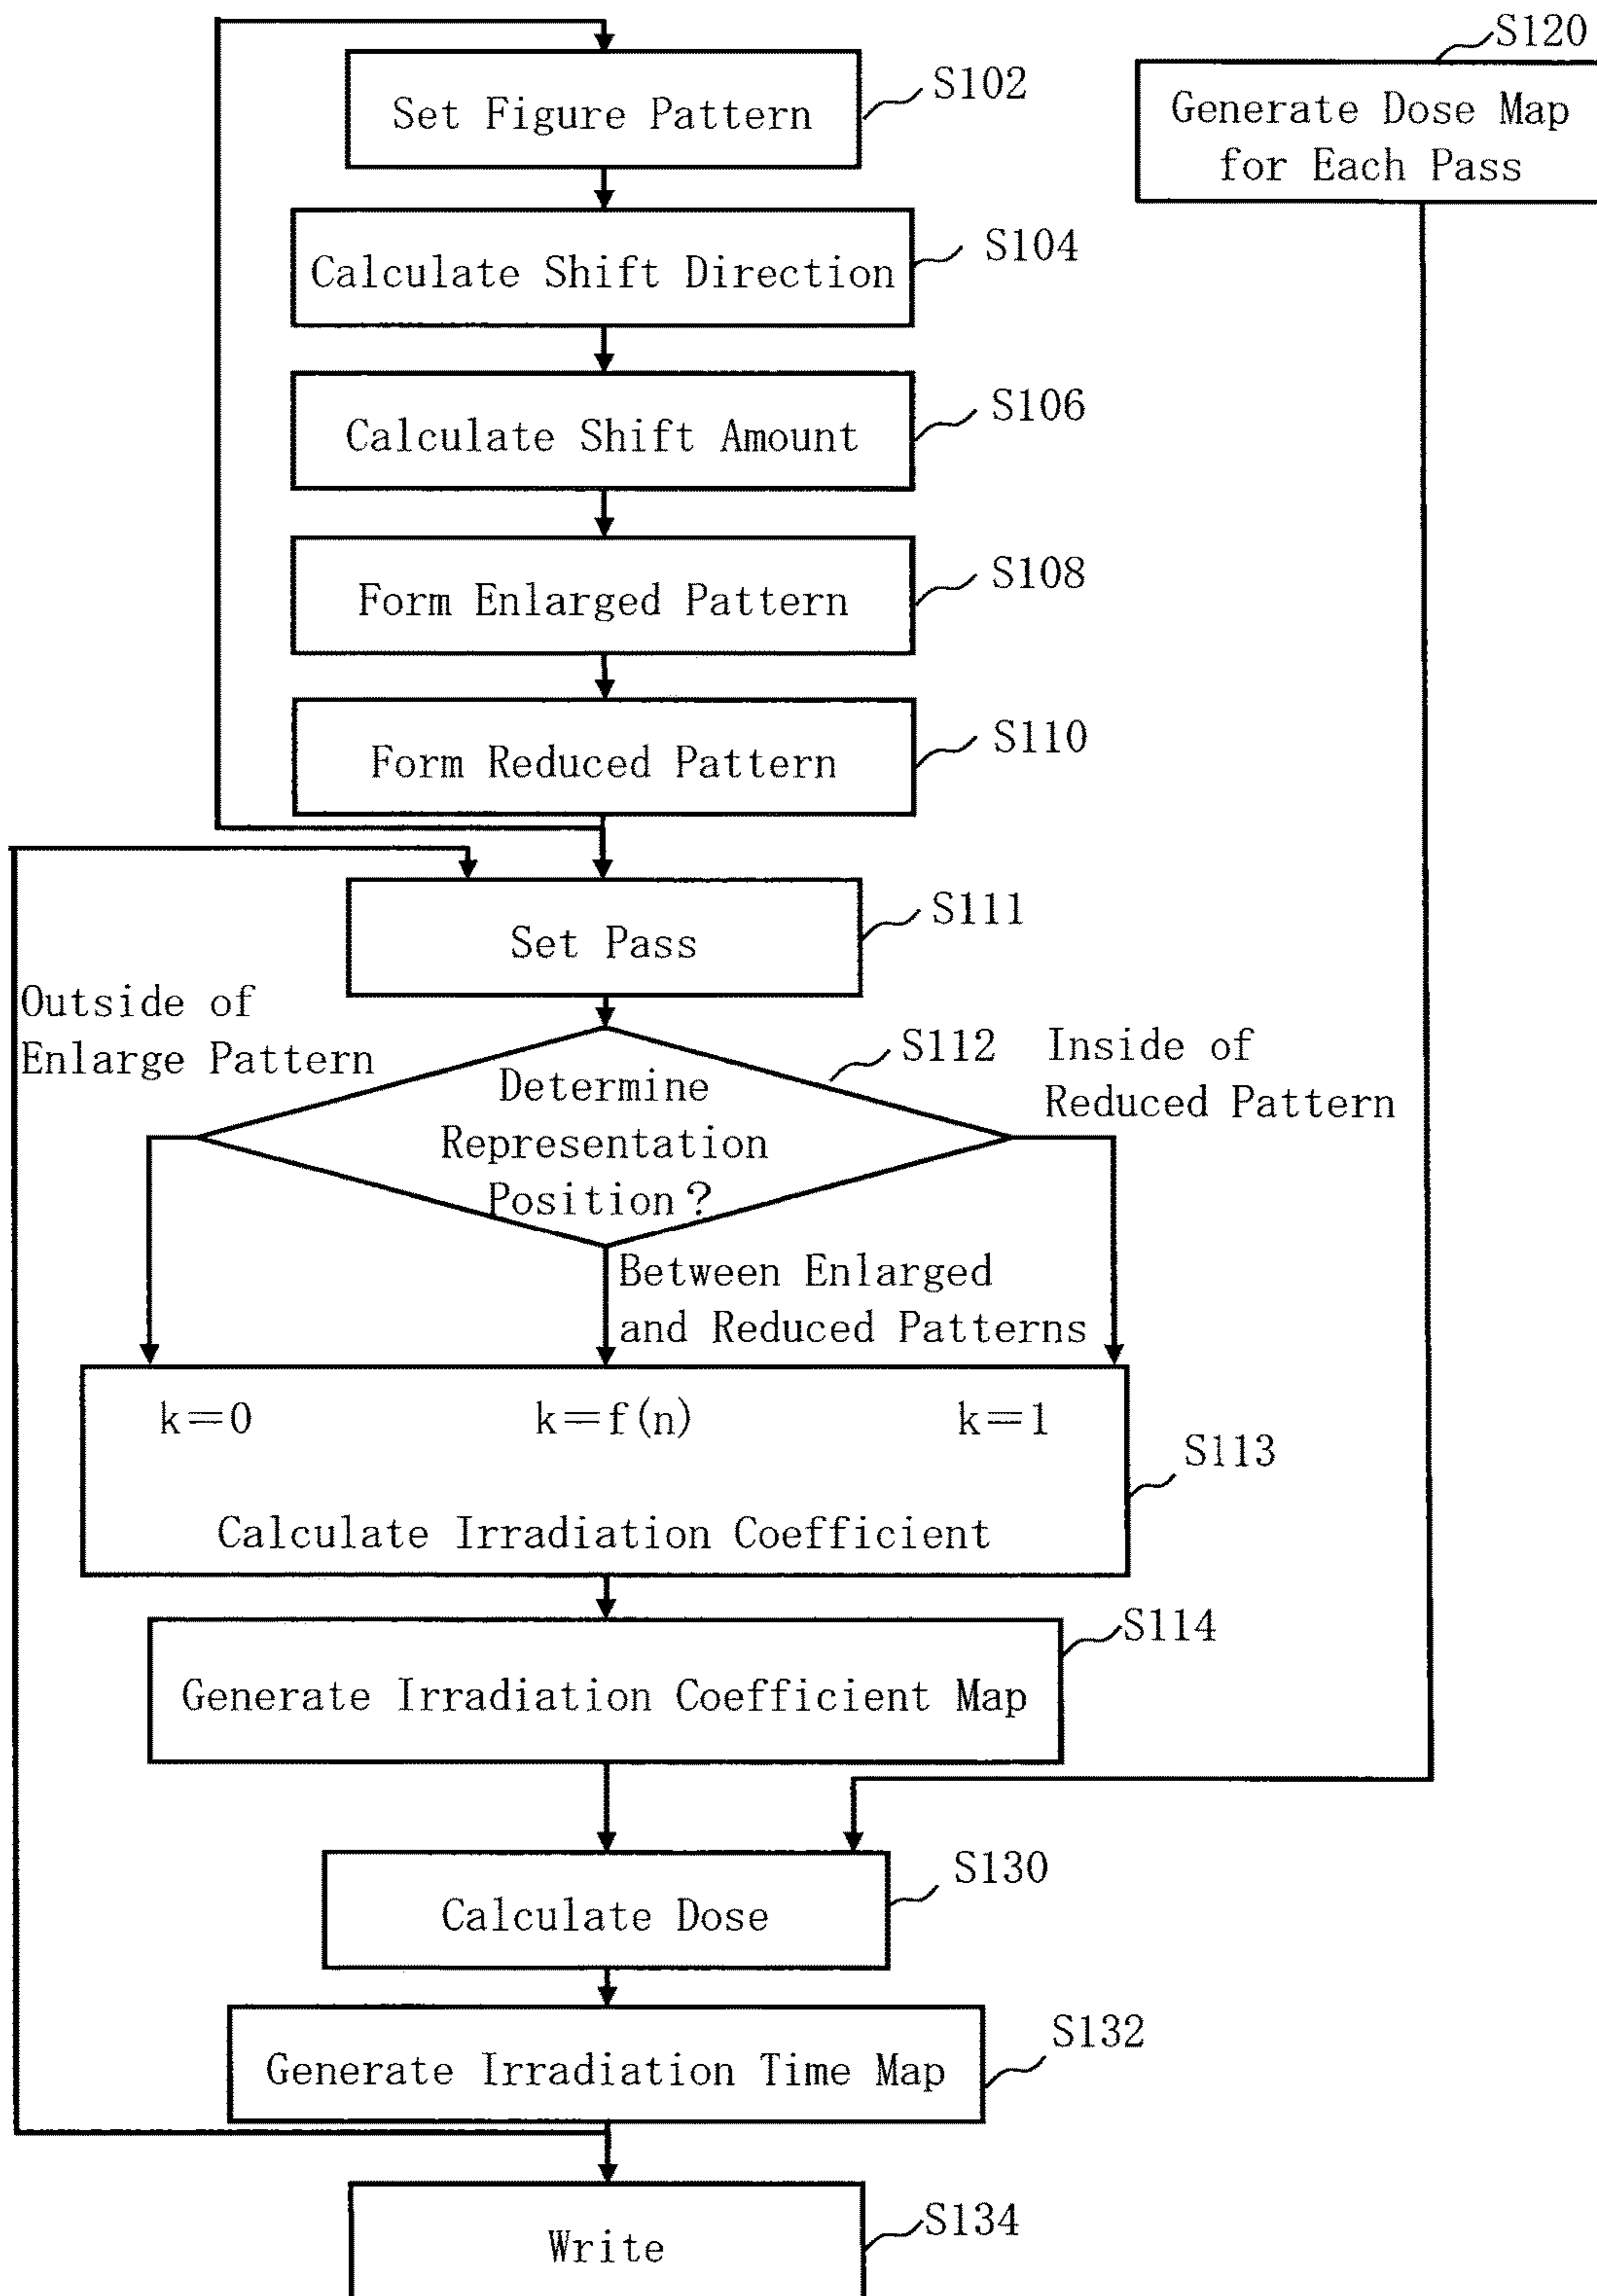 S120
Generate Dose Map
for Each Pass
S102
Set Figure Pattern
S104
Calculate Shift Direction
S106
Calculate Shift Amount
S108
Form Enlarged Pattern
S110
Form Reduced Pattern
S111
Set Pass
Outside of
Enlarge Pattern
S112
Inside of
Reduced Pattern
Determine
Representation
Position?
Between Enlarged
and Reduced Patterns
k=0
k=f(n)
k=1
S113
Calculate Irradiation Coefficient
S114
Generate Irradiation Coefficient Map
S130
Calculate Dose
S132
Generate Irradiation Time Map
S134
Write